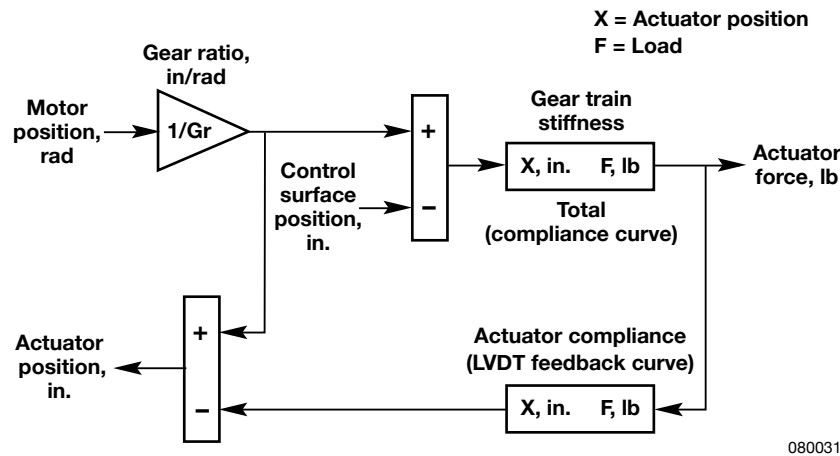 X = Actuator position
F = Load
Gear ratio,
in/rad
Motor
position,
rad
1/Gr
Control
surface
position,
in.
+
−
Gear train
stiffness
X, in. F, lb
Total
(compliance curve)
Actuator
force, lb
Actuator
position,
in.
+
−
Actuator compliance
(LVDT feedback curve)
X, in. F, lb
080031